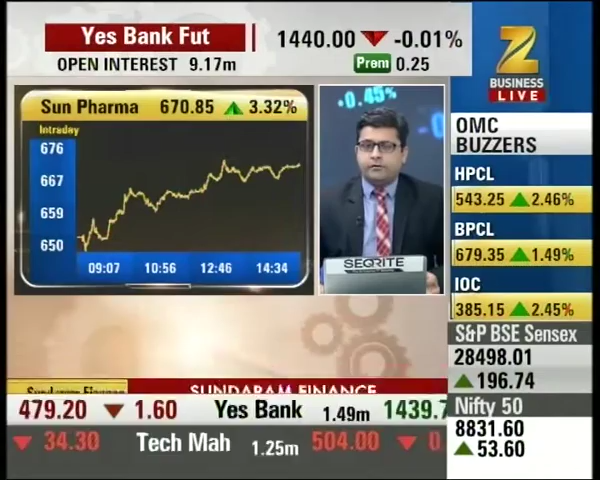 Yes Bank Fut
1440.00 -0.01%
OPEN INTEREST 9.17m
Prem 0.25
Z
BUSINESS
LIVE
Sun Pharma 670.85 3.32%
Intraday
676
667
659
650
09:07 10:56 12:46 14:34
0.45%
SEQRITE
OMC
BUZZERS
HPCL
543.25 2.46%
BPCL
679.35 1.49%
IOC
385.15 2.45%
S&P BSE Sensex
28498.01
196.74
Nifty 50
8831.60
53.60
Sundaram Finance
SUNDARAM FINANCE
479.20 1.60 Yes Bank 1.49m 1439.7
34.30 Tech Mah 1.25m 504.00 0